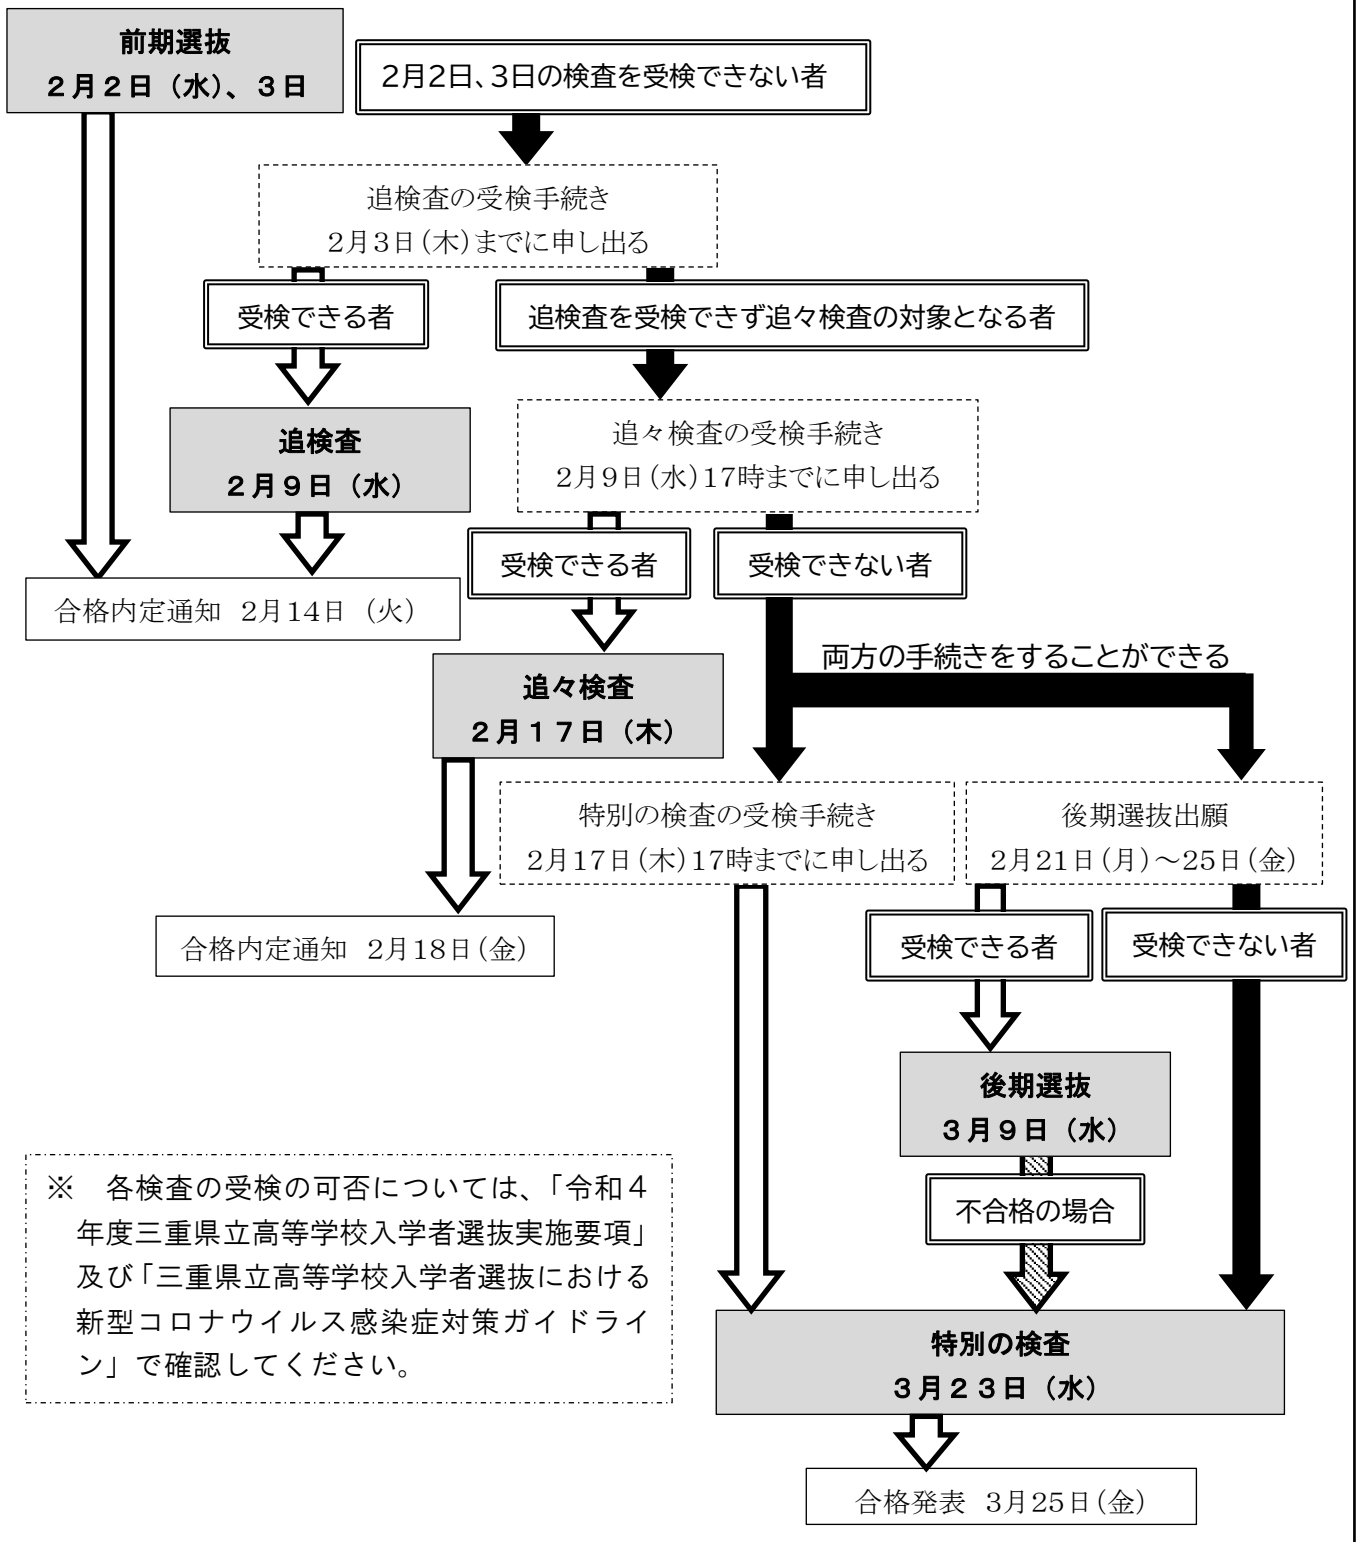 前期選抜
２月２日（水）、３日
2月2日、3日の検査を受検できない者
追検査の受検手続き
2月3日(木)までに申し出る
受検できる者
追検査を受検できず追々検査の対象となる者
追検査
２月９日（水）
追々検査の受検手続き
2月9日(水)17時までに申し出る
受検できる者
受検できない者
合格内定通知 2月14日（火）
両方の手続きをすることができる
追々検査
２月１７日（木）
特別の検査の受検手続き
2月17日(木)17時までに申し出る
後期選抜出願
2月21日(月)～25日(金)
合格内定通知 2月18日(金)
受検できる者
受検できない者
後期選抜
３月９日（水）
不合格の場合
※　各検査の受検の可否については、「令和４
年度三重県立高等学校入学者選抜実施要項」
及び「三重県立高等学校入学者選抜における
新型コロナウイルス感染症対策ガイドライ
ン」で確認してください。
特別の検査
３月２３日（水）
合格発表 3月25日(金)